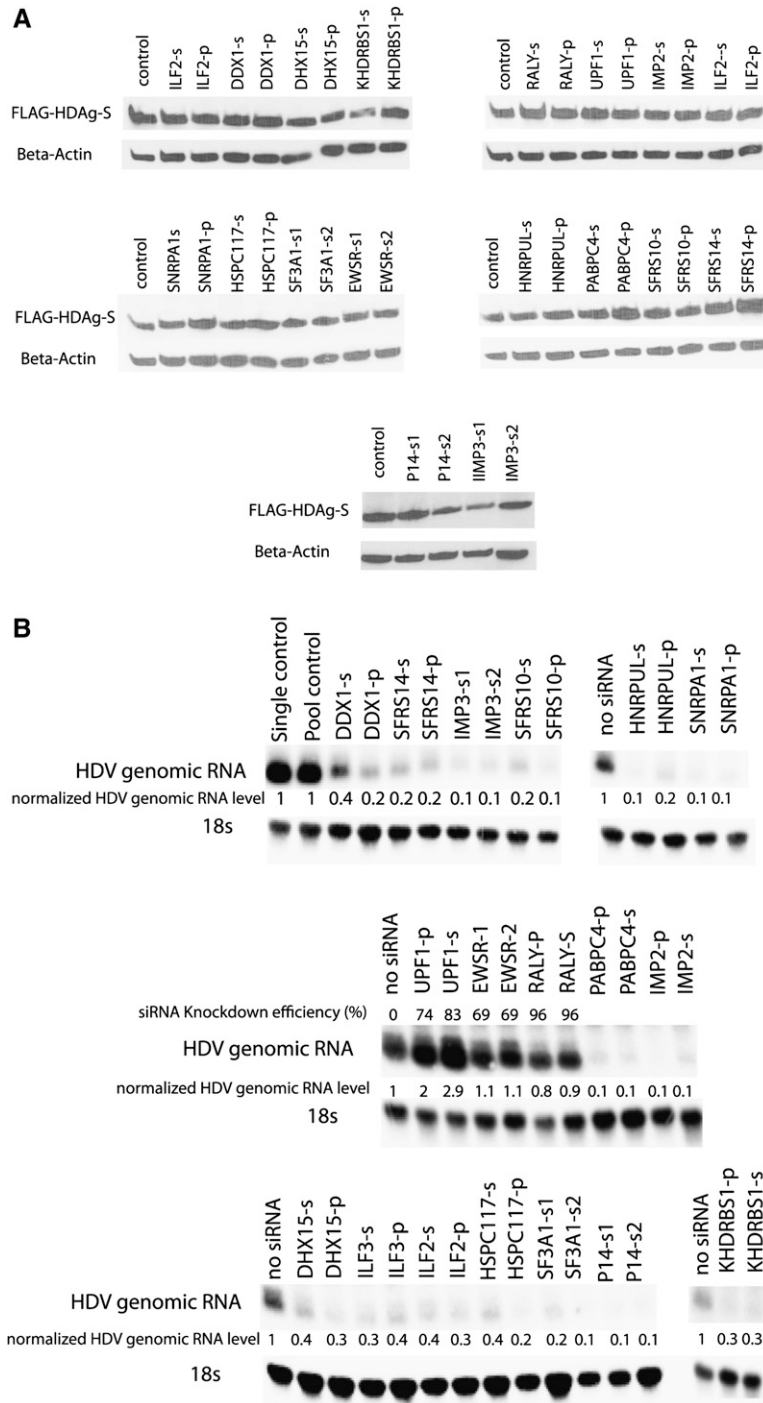 A
control ILF2-s ILF2-p DDX1-s DDX1-p DHX15-s DHX15-p KHDRBS1-s KHDRBS1-p
FLAG-HDAg-S
Beta-Actin
control RALY-s RALY-p UPF1-s UPF1-p IMP2-s IMP2-p ILF2--s ILF2-p
control SNRPA1s SNRPA1-p HSPC117-s HSPC117-p SF3A1-s1 SF3A1-s2 EWSR-s1 EWSR-s2
FLAG-HDAg-S
Beta-Actin
control HNRPUL-s HNRPUL-p PABPC4-s PABPC4-p SFRS10-s SFRS10-p SFRS14-s SFRS14-p
control P14-s1 P14-s2 IIMP3-s1 IMP3-s2
FLAG-HDAg-S
Beta-Actin
B
Single control Pool control DDX1-s DDX1-p SFRS14-s SFRS14-p IMP3-s1 IMP3-s2 SFRS10-s SFRS10-p
no siRNA HNRPUL-s HNRPUL-p SNRPA1-s SNRPA1-p
HDV genomic RNA
normalized HDV genomic RNA level 1 1 0.4 0.2 0.2 0.2 0.1 0.1 0.2 0.1 1 0.1 0.2 0.1 0.1
18s
no siRNA UPF1-p UPF1-s EWSR-1 EWSR-2 RALY-P RALY-S PABPC4-p PABPC4-s IMP2-p IMP2-s
siRNA Knockdown efficiency (%) 0 74 83 69 69 96 96
HDV genomic RNA
normalized HDV genomic RNA level 1 2 2.9 1.1 1.1 0.8 0.9 0.1 0.1 0.1 0.1
18s
no siRNA DHX15-s DHX15-p ILF3-s ILF3-p ILF2-s ILF2-p HSPC117-s HSPC117-p SF3A1-s1 SF3A1-s2 P14-s1 P14-s2
no siRNA KHDRBS1-p KHDRBS1-s
HDV genomic RNA
normalized HDV genomic RNA level 1 0.4 0.3 0.3 0.4 0.4 0.3 0.4 0.2 0.2 0.1 0.1 0.1 1 0.3 0.3
18s